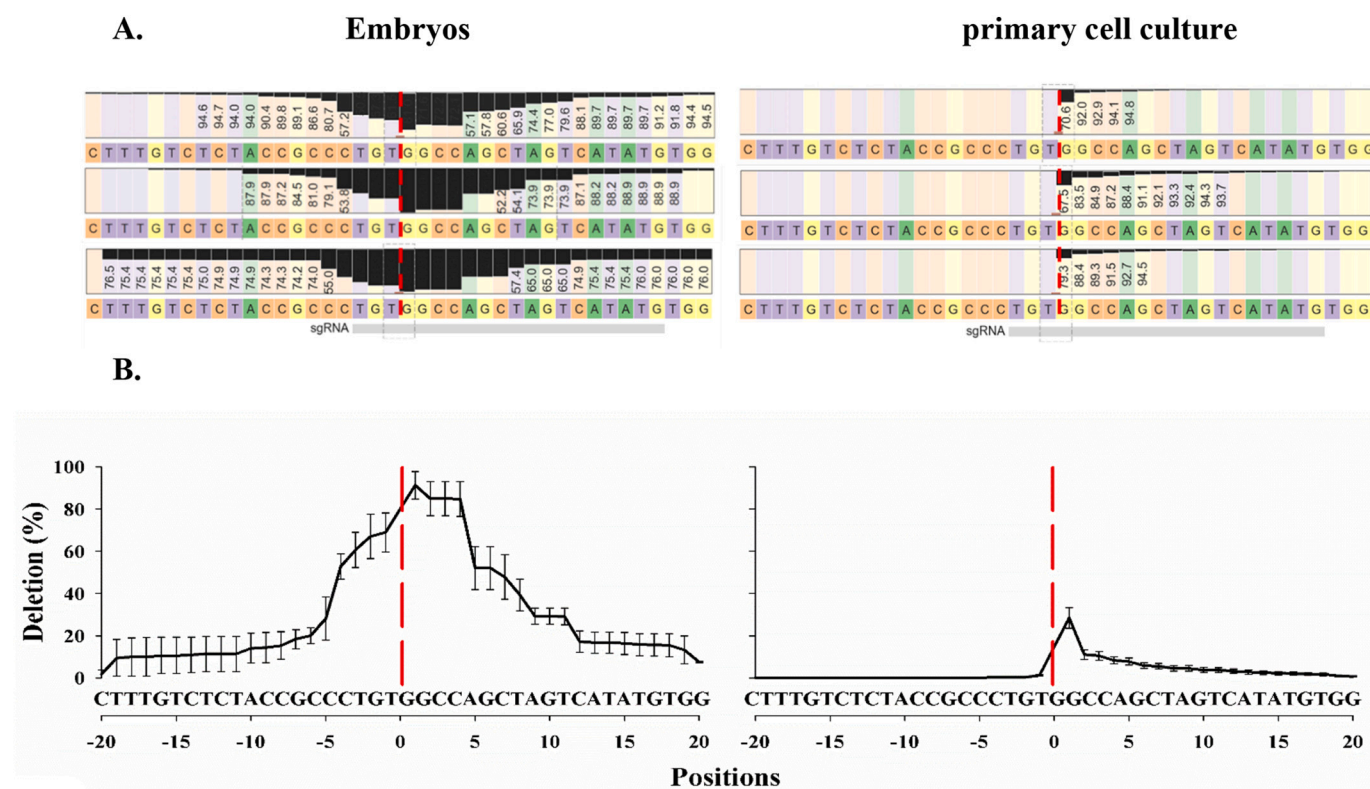 A. Embryos primary cell culture
94.6 94.7 94.0 94.0 90.4 89.8 89.1 86.6 80.7 57.2 57.1 57.8 60.6 65.9 74.4 77.0 79.6 88.1 89.7 89.7 89.7 91.2 91.8 94.4 94.5
70.6 92.0 92.9 94.1 94.8
C T T T G T C T C T A C C G C C C T G T G G C C A G C T A G T C A T A T G T G G
C T T T G T C T C T A C C G C C C T G T G G C C A G C T A G T C A T A T G T G G
87.9 87.9 87.2 84.5 81.0 79.1 53.8 52.2 54.1 73.9 73.9 73.9 87.1 88.2 88.2 88.9 88.9 88.9 88.9
67.5 83.5 84.9 87.2 88.4 91.1 92.1 93.3 92.4 94.3 93.7
C T T T G T C T C T A C C G C C C T G T G G C C A G C T A G T C A T A T G T G G
C T T T G T C T C T A C C G C C C T G T G G C C A G C T A G T C A T A T G T G G
76.5 75.4 75.4 75.4 75.4 75.0 74.9 74.9 74.9 74.3 74.3 74.2 74.0 55.0 57.4 65.0 65.0 65.0 74.9 75.4 75.4 75.4 76.0 76.0 76.0 76.0
79.3 88.4 89.3 91.5 92.7 94.5
C T T T G T C T C T A C C G C C C T G T G G C C A G C T A G T C A T A T G T G G
C T T T G T C T C T A C C G C C C T G T G G C C A G C T A G T C A T A T G T G G
sgRNA
sgRNA
B.
Deletion (%)
100
80
60
40
20
0
CTTTGTCTCTACCGCCCTGTGGCCAGCTAGTCATATGTGG
CTTTGTCTCTACCGCCCTGTGGCCAGCTAGTCATATGTGG
-20 -15 -10 -5 0 5 10 15 20
-20 -15 -10 -5 0 5 10 15 20
Positions